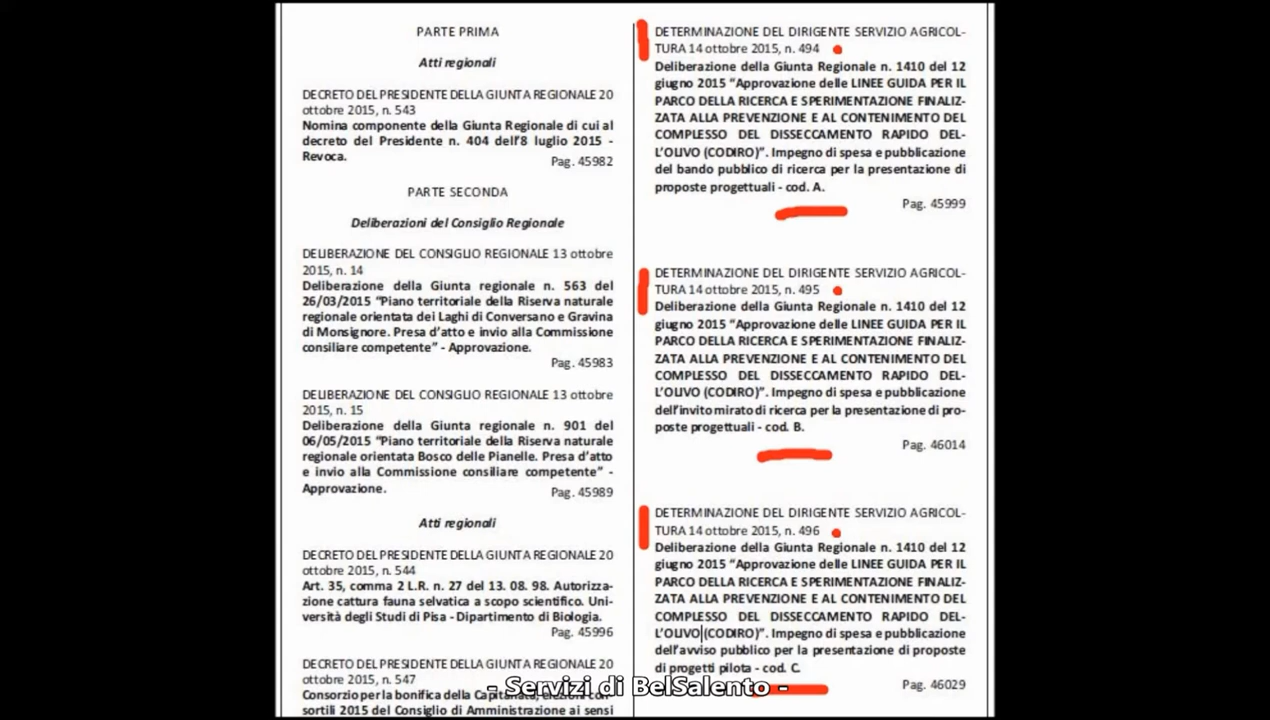 PARTE PRIMA
Atti regionali
DECRETO DEL PRESIDENTE DELLA GIUNTA REGIONALE 20
ottobre 2015, n. 543
Nomina componente della Giunta Regionale di cui al
decreto del Presidente n. 404 dell'8 luglio 2015 -
Revoca.
Pag. 45982
PARTE SECONDA
Deliberazioni del Consiglio Regionale
DELIBERAZIONE DEL CONSIGLIO REGIONALE 13 ottobre
2015, n. 14
Deliberazione della Giunta regionale n. 563 del
26/03/2015 “Piano territoriale della Riserva naturale
regionale orientata dei Laghi di Conversano e Gravina
di Monsignore. Presa d’atto e invio alla Commissione
consiliare competente” - Approvazione.
Pag. 45983
DELIBERAZIONE DEL CONSIGLIO REGIONALE 13 ottobre
2015, n. 15
Deliberazione della Giunta regionale n. 901 del
06/05/2015 “Piano territoriale della Riserva naturale
regionale orientata Bosco delle Pianelle. Presa d’atto
e invio alla Commissione consiliare competente” -
Approvazione.
Pag. 45989
Atti regionali
DECRETO DEL PRESIDENTE DELLA GIUNTA REGIONALE 20
ottobre 2015, n. 544
Art. 35, comma 2 L.R. n. 27 del 13. 08. 98. Autorizza-
zione cattura fauna selvatica a scopo scientifico. Uni-
versità degli Studi di Pisa - Dipartimento di Biologia.
Pag. 45996
DECRETO DEL PRESIDENTE DELLA GIUNTA REGIONALE 20
ottobre 2015, n. 547
Consorzio per la bonifica della Capitanata, elezioni con-
sortili 2015 del Consiglio di Amministrazione ai sensi
DETERMINAZIONE DEL DIRIGENTE SERVIZIO AGRICOL-
TURA 14 ottobre 2015, n. 494
Deliberazione della Giunta Regionale n. 1410 del 12
giugno 2015 “Approvazione delle LINEE GUIDA PER IL
PARCO DELLA RICERCA E SPERIMENTAZIONE FINALIZ-
ZATA ALLA PREVENZIONE E AL CONTENIMENTO DEL
COMPLESSO DEL DISSECCAMENTO RAPIDO DEL-
L’OLIVO (CODIRO)”. Impegno di spesa e pubblicazione
del bando pubblico di ricerca per la presentazione di
proposte progettuali - cod. A.
Pag. 45999
DETERMINAZIONE DEL DIRIGENTE SERVIZIO AGRICOL-
TURA 14 ottobre 2015, n. 495
Deliberazione della Giunta Regionale n. 1410 del 12
giugno 2015 “Approvazione delle LINEE GUIDA PER IL
PARCO DELLA RICERCA E SPERIMENTAZIONE FINALIZ-
ZATA ALLA PREVENZIONE E AL CONTENIMENTO DEL
COMPLESSO DEL DISSECCAMENTO RAPIDO DEL-
L’OLIVO (CODIRO)”. Impegno di spesa e pubblicazione
dell’invito mirato di ricerca per la presentazione di pro-
poste progettuali - cod. B.
Pag. 46014
DETERMINAZIONE DEL DIRIGENTE SERVIZIO AGRICOL-
TURA 14 ottobre 2015, n. 496
Deliberazione della Giunta Regionale n. 1410 del 12
giugno 2015 “Approvazione delle LINEE GUIDA PER IL
PARCO DELLA RICERCA E SPERIMENTAZIONE FINALIZ-
ZATA ALLA PREVENZIONE E AL CONTENIMENTO DEL
COMPLESSO DEL DISSECCAMENTO RAPIDO DEL-
L’OLIVO (CODIRO)”. Impegno di spesa e pubblicazione
dell’avviso pubblico per la presentazione di proposte
di progetti pilota - cod. C.
Pag. 46029
- Servizi di BelSalento -